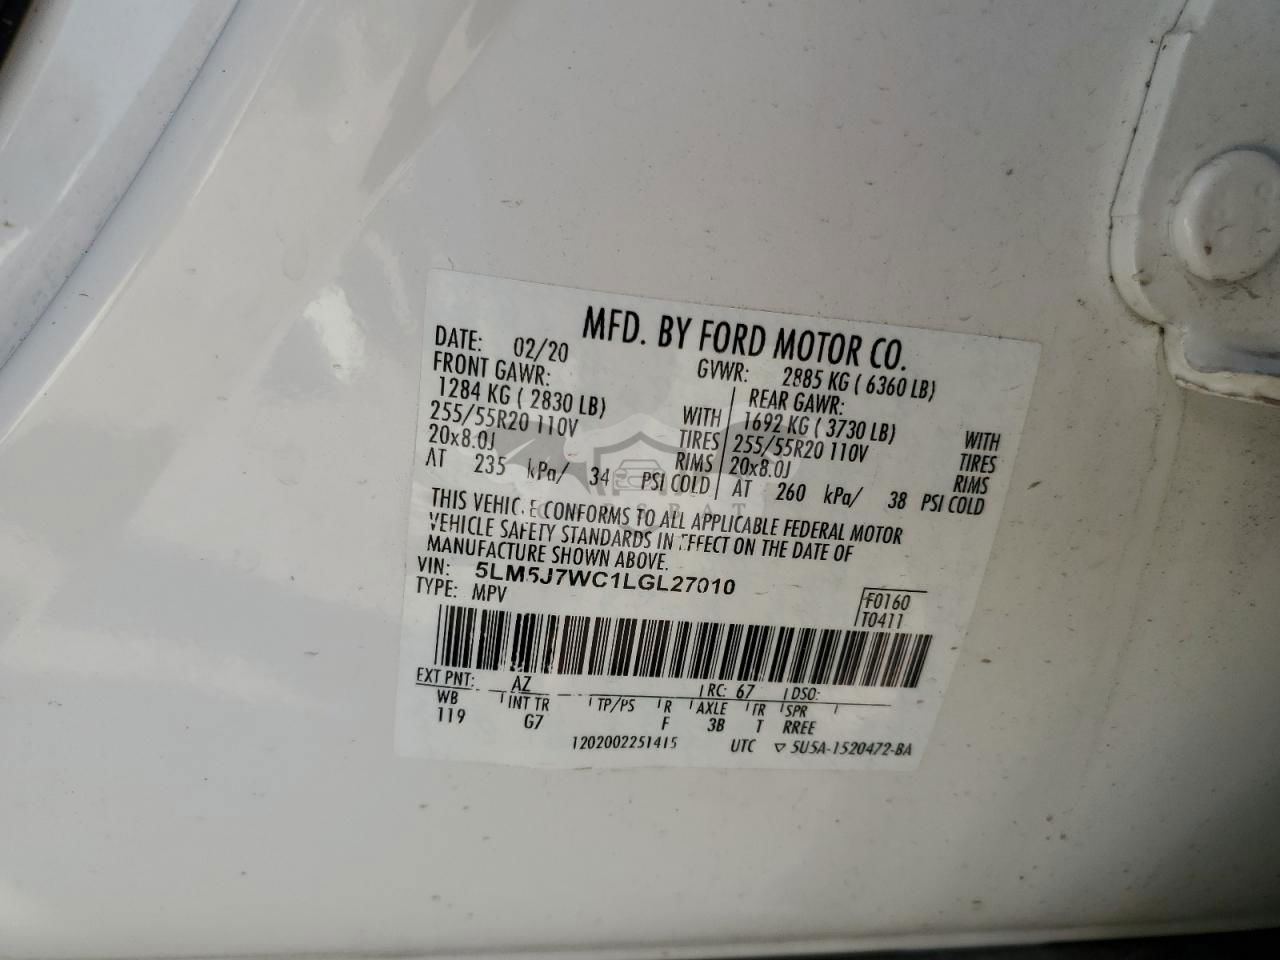 MFD. BY FORD MOTOR CO.
DATE: 02/20 GVWR: 2885 KG ( 6360 LB)
FRONT GAWR: REAR GAWR:
1284 KG ( 2830 LB) WITH 1692 KG ( 3730 LB) WITH
255/55R20 110V TIRES 255/55R20 110V TIRES
20x8.0J RIMS 20x8.0J RIMS
AT 235 kPa/ 34 PSI COLD AT 260 kPa/ 38 PSI COLD
CARSBAT
THIS VEHICLE CONFORMS TO ALL APPLICABLE FEDERAL MOTOR
VEHICLE SAFETY STANDARDS IN EFFECT ON THE DATE OF
MANUFACTURE SHOWN ABOVE.
VIN: 5LM5J7WC1LGL27010
TYPE: MPV
F0160
T0411
EXT PNT: AZ RC: 67 DSO:
WB INT TR TP/PS R AXLE TR SPR
119 G7 F 3B T RREE
1202002251415 UTC ▽ 5U5A-1520472-BA